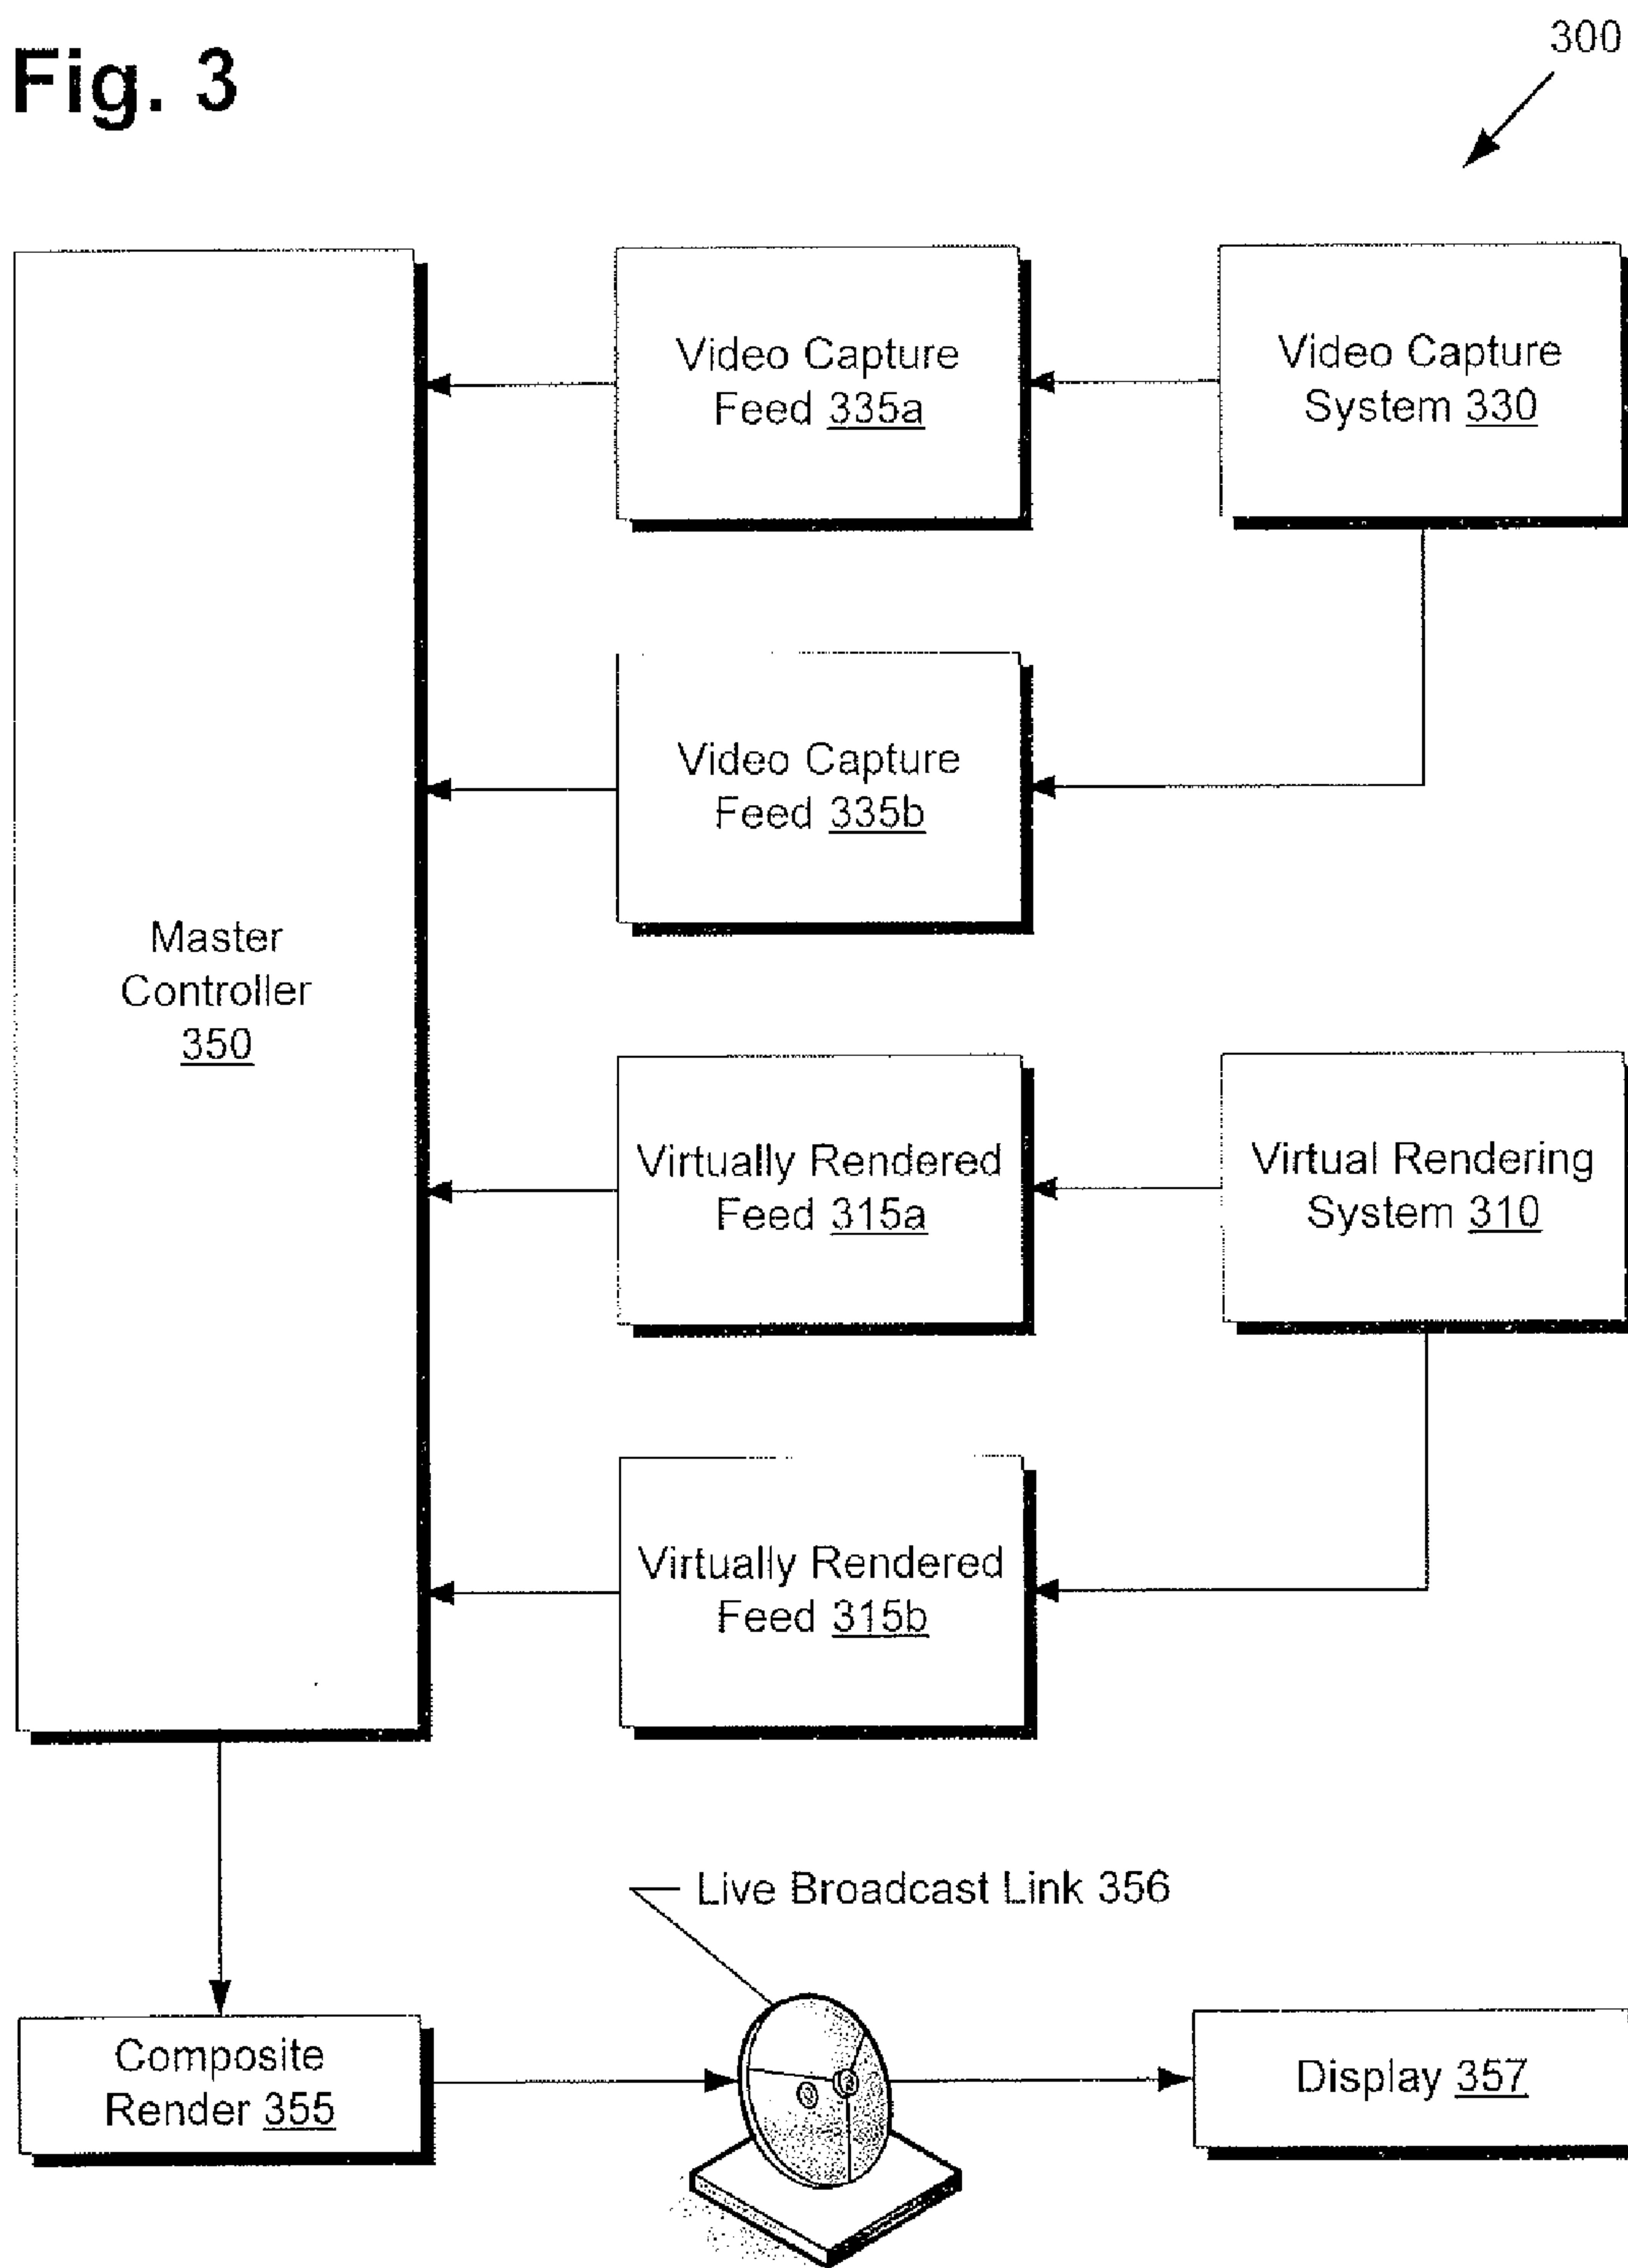 Fig. 3
300
Video Capture
Feed 335a
Video Capture
System 330
Video Capture
Feed 335b
Master
Controller
350
Virtually Rendered
Feed 315a
Virtual Rendering
System 310
Virtually Rendered
Feed 315b
Live Broadcast Link 356
Composite
Render 355
Display 357